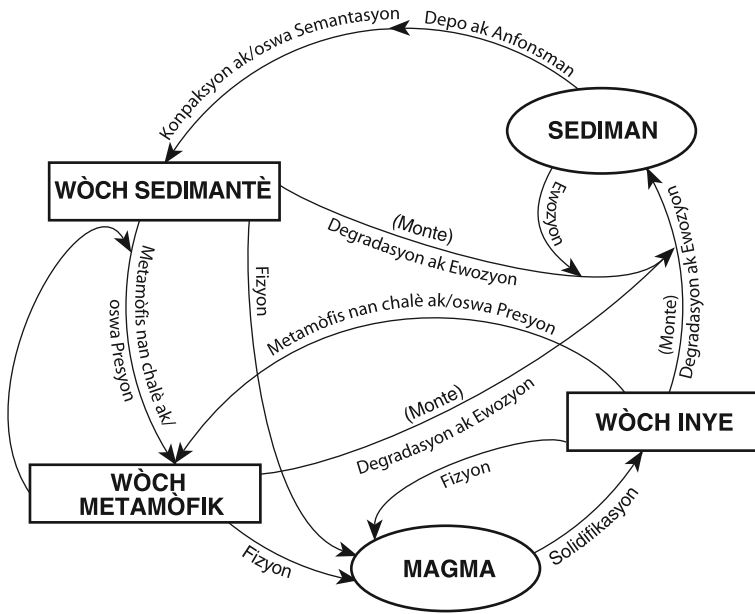 Depo ak Anfonsman
Konpaksyon ak/oswa Semantasyon
SEDIMAN
WÒCH SEDIMANTÈ
Ewozyon
(Monte)
Degradasyon ak Ewozyon
(Monte)
Degradasyon ak Ewozyon
Metamòfis nan chalè ak/
oswa Presyon
Fizyon
Metamòfis nan chalè ak/oswa Presyon
(Monte)
Degradasyon ak Ewozyon
WÒCH INYE
WÒCH
METAMÒFIK
Fizyon
Solidifikasyon
Fizyon
MAGMA